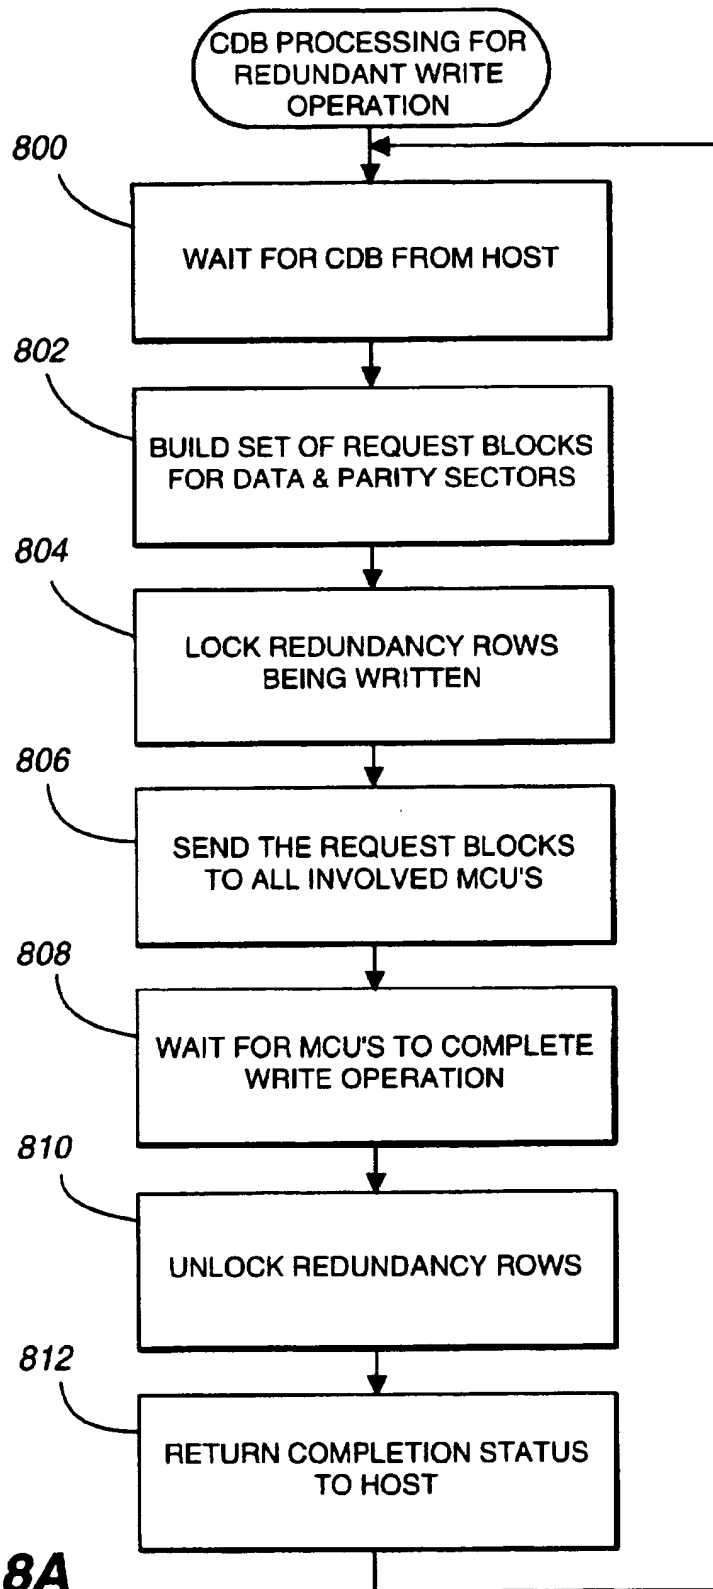 CDB PROCESSING FOR
REDUNDANT WRITE
OPERATION
800
WAIT FOR CDB FROM HOST
802
BUILD SET OF REQUEST BLOCKS
FOR DATA & PARITY SECTORS
804
LOCK REDUNDANCY ROWS
BEING WRITTEN
806
SEND THE REQUEST BLOCKS
TO ALL INVOLVED MCU'S
808
WAIT FOR MCU'S TO COMPLETE
WRITE OPERATION
810
UNLOCK REDUNDANCY ROWS
812
RETURN COMPLETION STATUS
TO HOST
8A